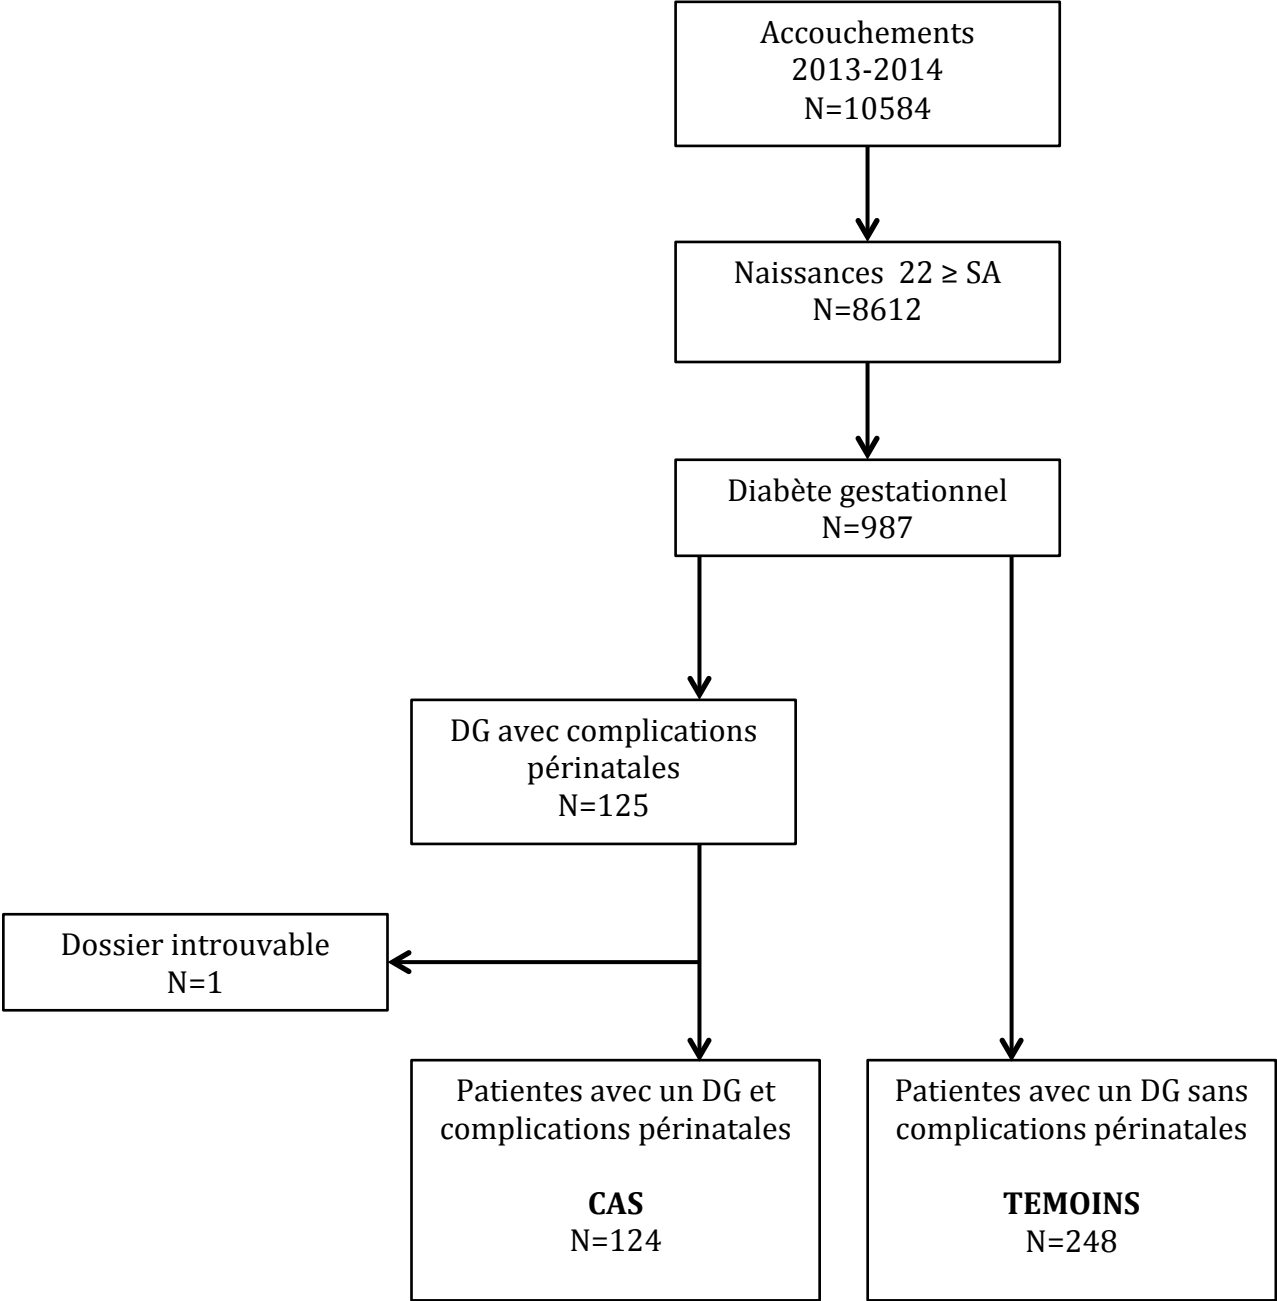 Accouchements
2013-2014
N=10584
Naissances  22 ≥ SA
N=8612
Diabète gestationnel
N=987
DG avec complications
périnatales
N=125
Dossier introuvable
N=1
Patientes avec un DG et
complications périnatales
CAS
N=124
Patientes avec un DG sans
complications périnatales
TEMOINS
N=248